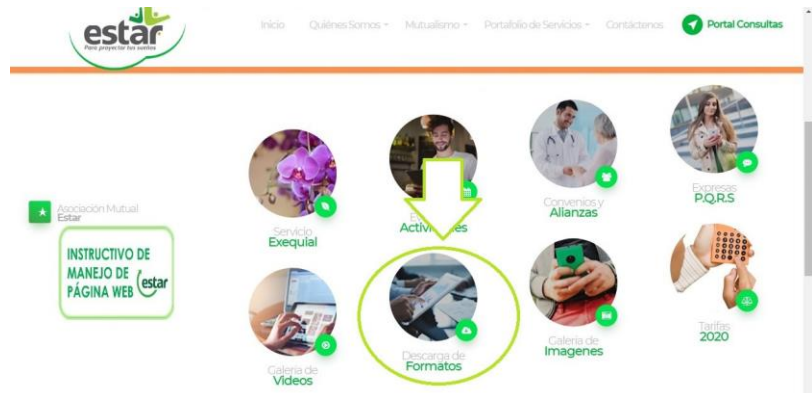 estar
Para proyectar tus sueños
Inicio Quiénes Somos Mutualismo Portafolio de Servicios Contáctenos Portal Consultas
Asociación Mutual
Estar
INSTRUCTIVO DE
MANEJO DE
PÁGINA WEB estar
Servicio
Exequial
Convenios y
Alianzas
Expresas
P.Q.R.S
Galería de
Videos
Descarga de
Formatos
Galería de
Imagenes
Tarifas
2020